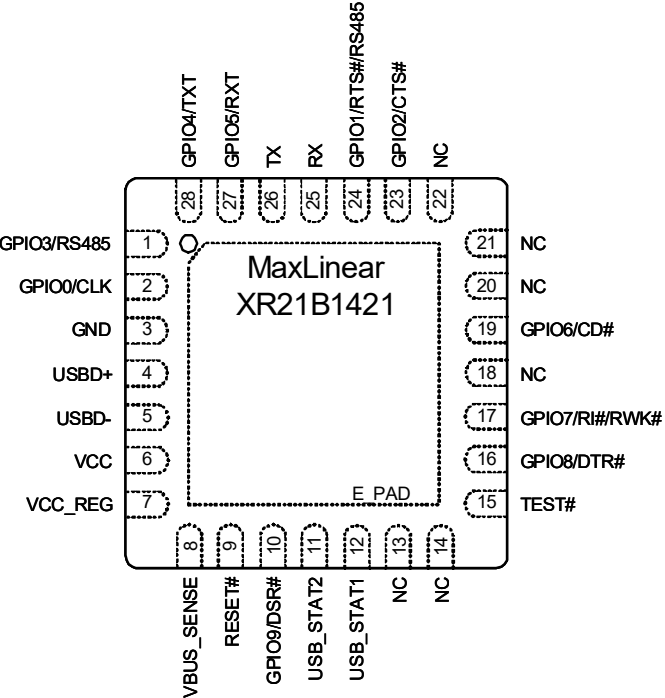 GPIO4/TXT
GPIO5/RXT
TX
RX
GPIO1/RTS#/RS485
GPIO2/CTS#
NC
28
27
26
25
24
23
22
GPIO3/RS485 1
GPIO0/CLK 2
GND 3
USBD+ 4
USBD- 5
VCC 6
VCC_REG 7
MaxLinear
XR21B1421
E_PAD
21 NC
20 NC
19 GPIO6/CD#
18 NC
17 GPIO7/RI#/RWK#
16 GPIO8/DTR#
15 TEST#
8
9
10
11
12
13
14
VBUS_SENSE
RESET#
GPIO9/DSR#
USB_STAT2
USB_STAT1
NC
NC